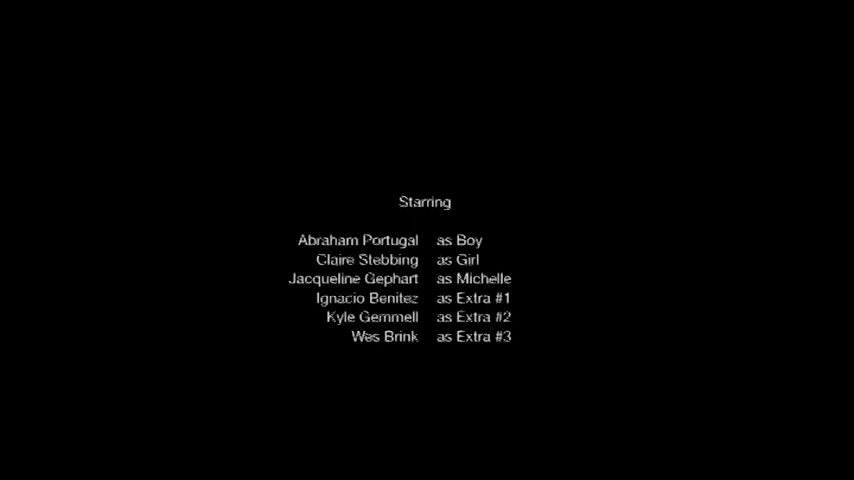 Starring
Abraham Portugal as Boy
Claire Stebbing as Girl
Jacqueline Gephart as Michelle
Ignacio Benitez as Extra #1
Kyle Gemmell as Extra #2
Wes Brink as Extra #3